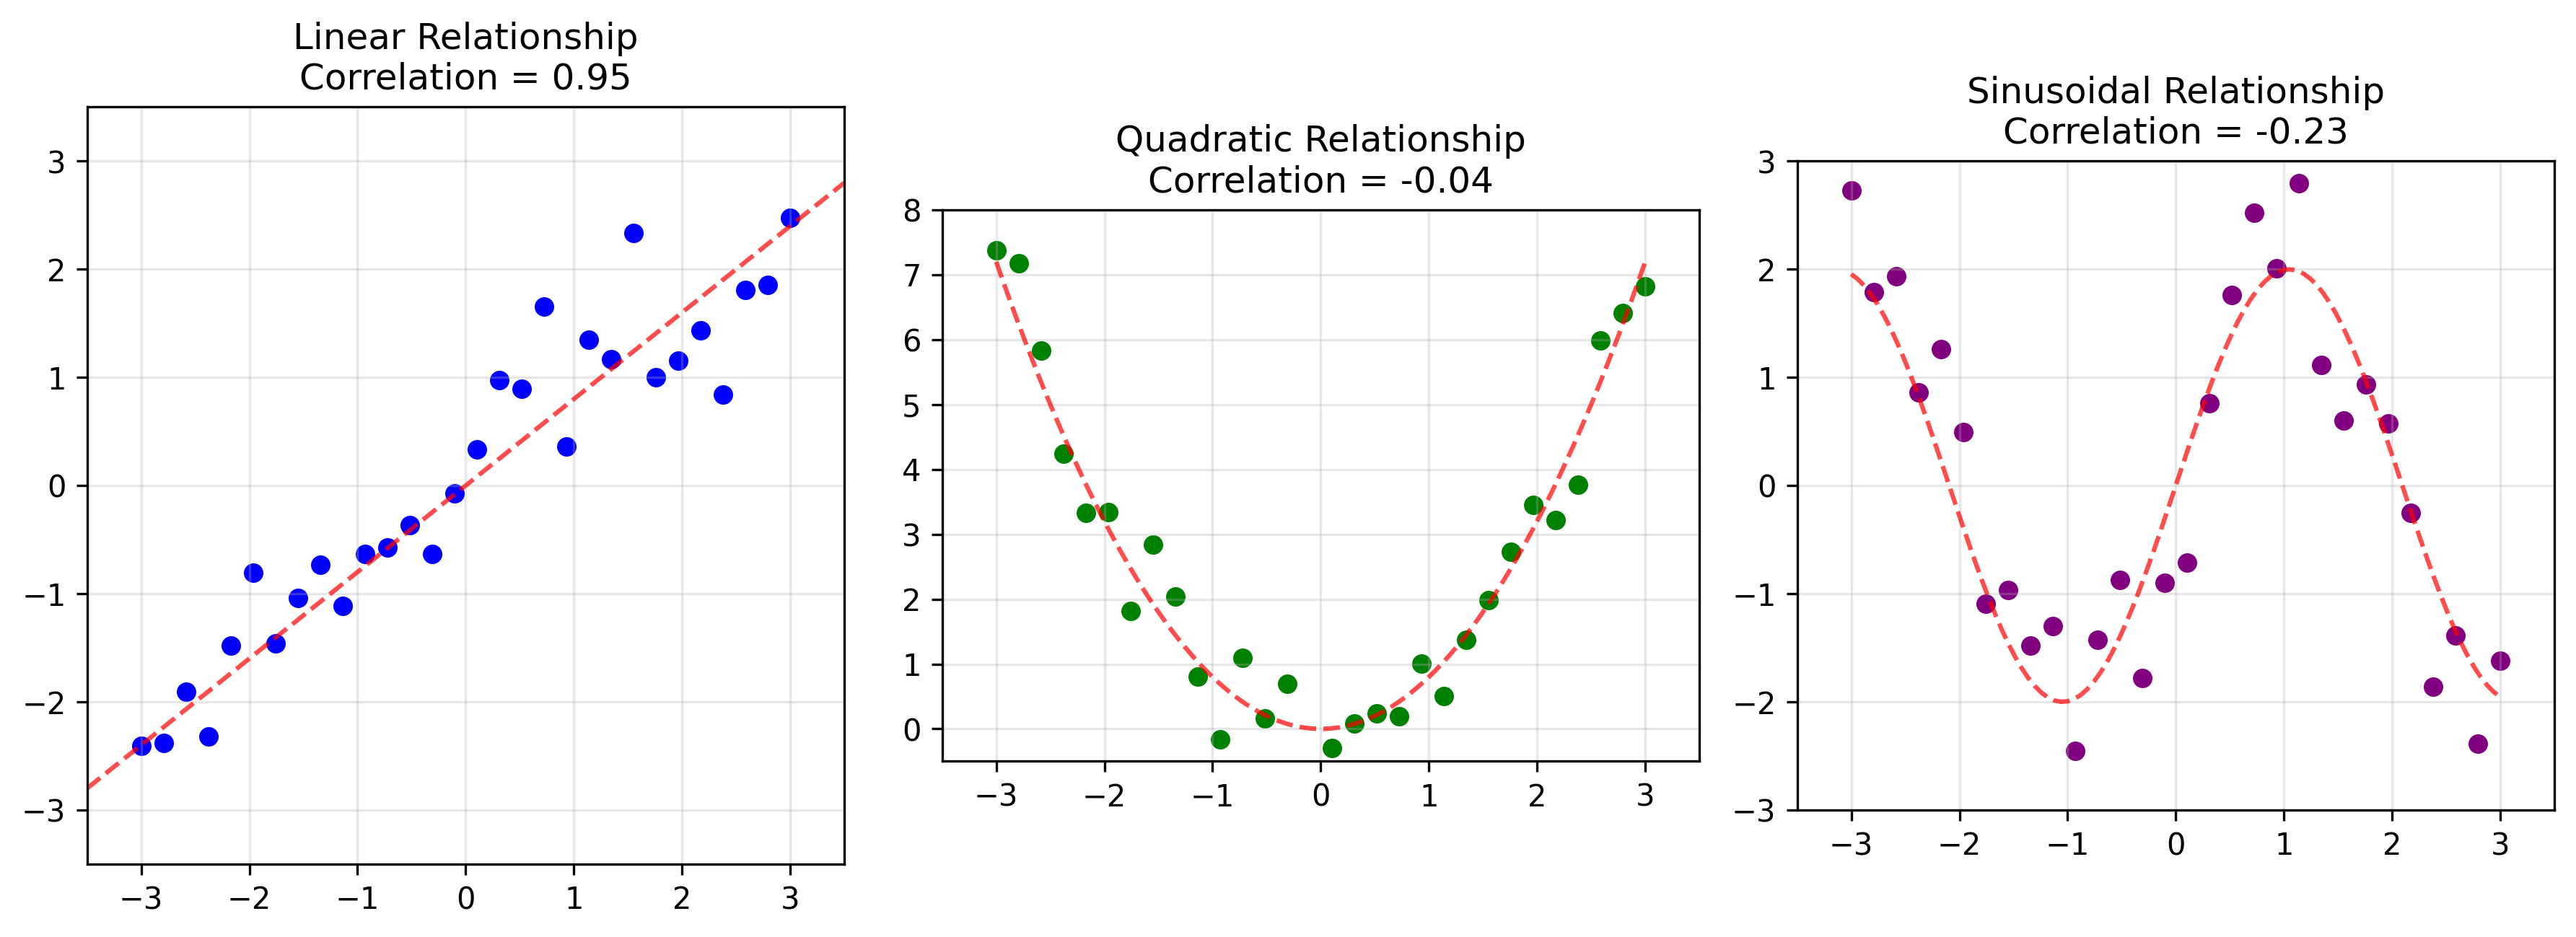 Linear Relationship
Correlation = 0.95
3
2
1
0
−1
−2
−3
−3 −2 −1 0 1 2 3
Quadratic Relationship
Correlation = -0.04
8
7
6
5
4
3
2
1
0
−3 −2 −1 0 1 2 3
Sinusoidal Relationship
Correlation = -0.23
3
2
1
0
−1
−2
−3
−3 −2 −1 0 1 2 3